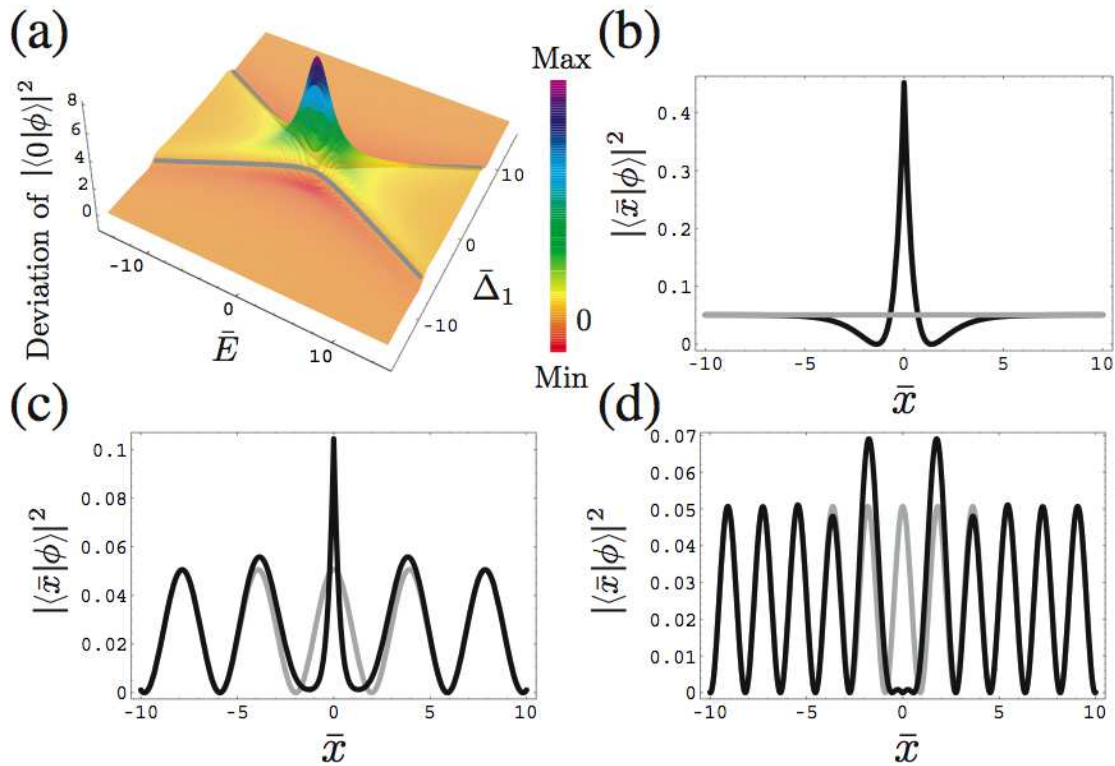 (a)
Deviation of |⟨0|ϕ⟩|²
8
6
4
2
0
-10
0
10
Ē
-10
0
10
Δ̄₁
Max
0
Min
(b)
|⟨x̄|ϕ⟩|²
0.4
0.3
0.2
0.1
0
-10 -5 0 5 10
x̄
(c)
|⟨x̄|ϕ⟩|²
0.1
0.08
0.06
0.04
0.02
0
-10 -5 0 5 10
x̄
(d)
|⟨x̄|ϕ⟩|²
0.07
0.06
0.05
0.04
0.03
0.02
0.01
0
-10 -5 0 5 10
x̄